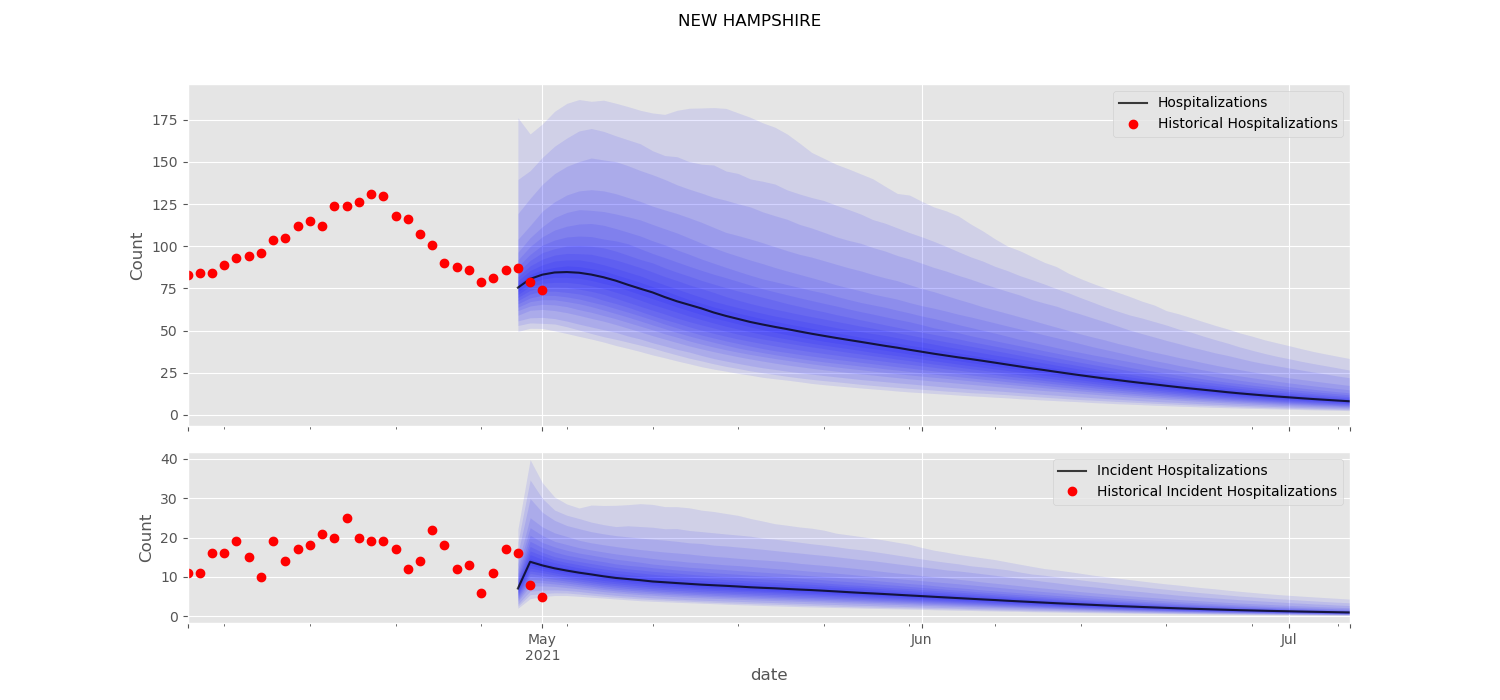 NEW HAMPSHIRE
Count
175
150
125
100
75
50
25
0
Hospitalizations
Historical Hospitalizations
Count
40
30
20
10
0
Incident Hospitalizations
Historical Incident Hospitalizations
May
2021
Jun
Jul
date